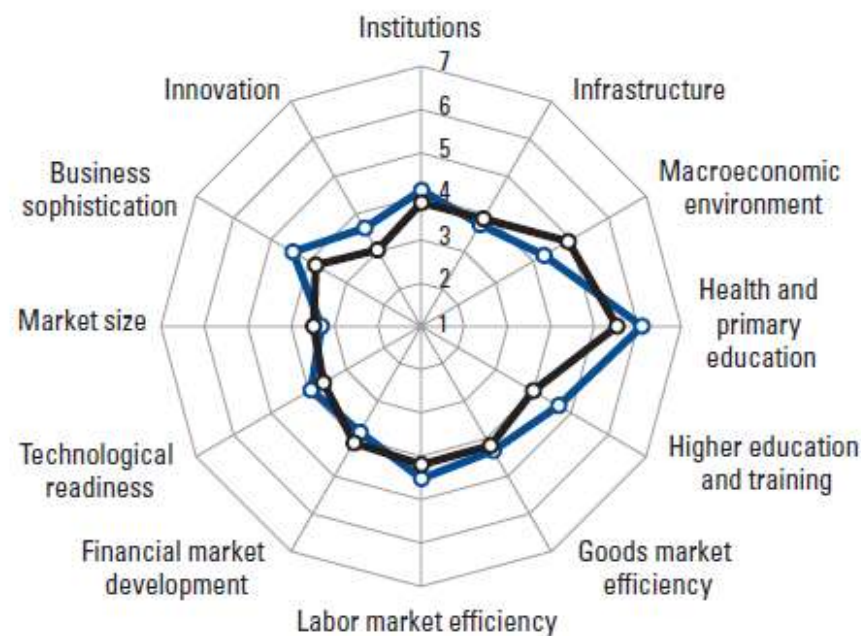 Institutions
7
6
5
4
3
2
1
Infrastructure
Macroeconomic
environment
Health and
primary
education
Higher education
and training
Goods market
efficiency
Labor market efficiency
Financial market
development
Technological
readiness
Market size
Business
sophistication
Innovation